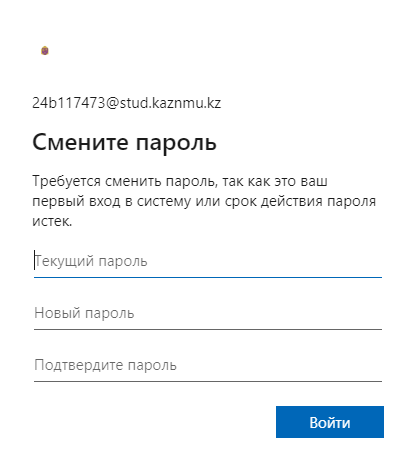 24b117473@stud.kaznmu.kz
Смените пароль
Требуется сменить пароль, так как это ваш
первый вход в систему или срок действия пароля
истек.
Текущий пароль
Новый пароль
Подтвердите пароль
Войти